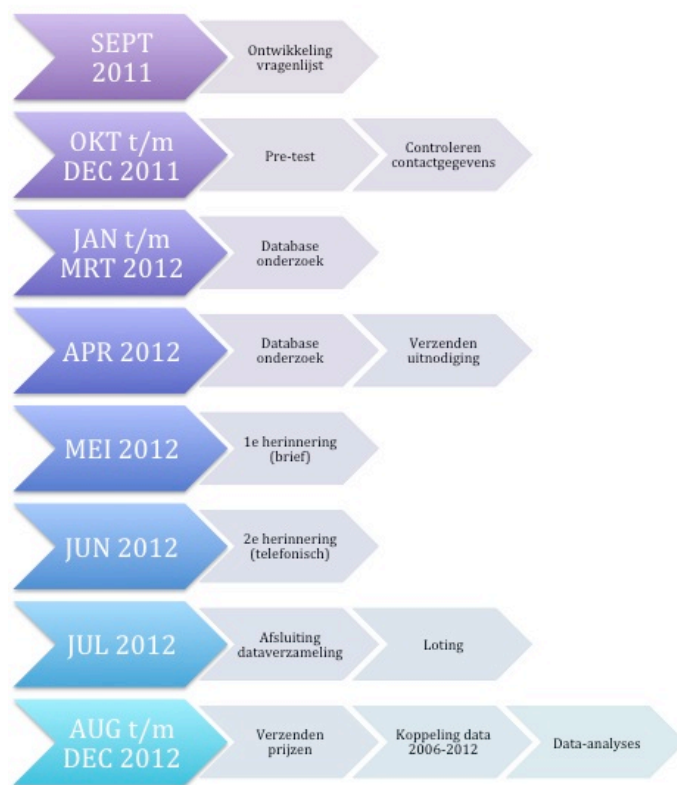 SEPT
2011
Ontwikkeling
vragenlijst
OKT t/m
DEC 2011
Pre-test
Controleren
contactgegevens
JAN t/m
MRT 2012
Database
onderzoek
APR 2012
Database
onderzoek
Verzenden
uitnodiging
MEI 2012
1e herinnering
(brief)
JUN 2012
2e herinnering
(telefonisch)
JUL 2012
Afsluiting
dataverzameling
Loting
AUG t/m
DEC 2012
Verzenden
prijzen
Koppeling data
2006-2012
Data-analyses